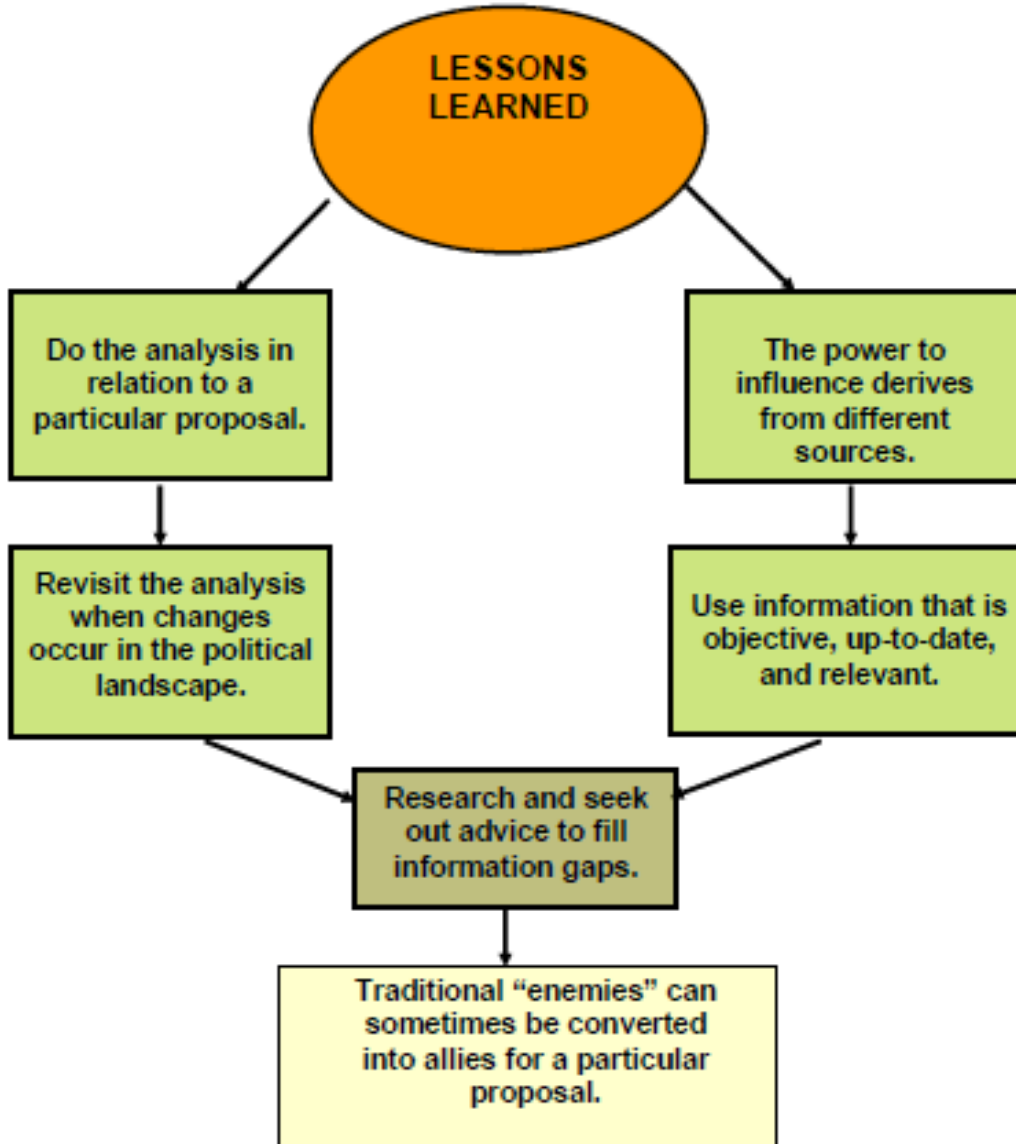 LESSONS
LEARNED
Do the analysis in
relation to a
particular proposal.
The power to
influence derives
from different
sources.
Revisit the analysis
when changes
occur in the political
landscape.
Use information that is
objective, up-to-date,
and relevant.
Research and seek
out advice to fill
information gaps.
Traditional “enemies” can
sometimes be converted
into allies for a particular
proposal.